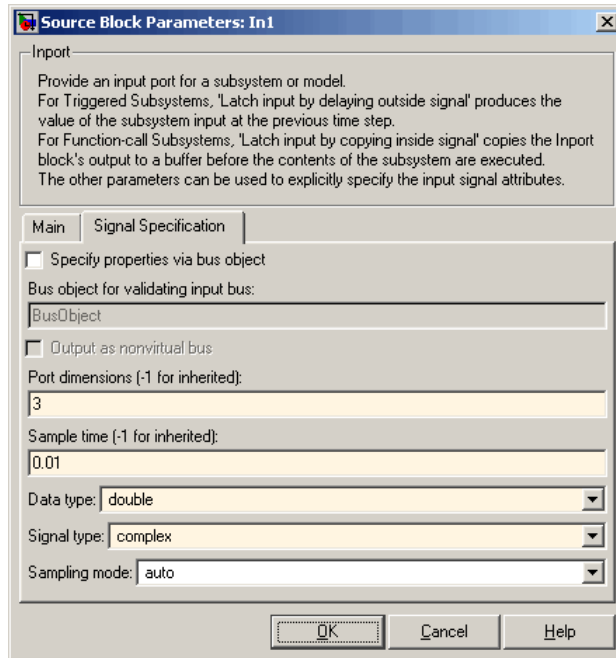 Source Block Parameters: In1
Inport
Provide an input port for a subsystem or model.
For Triggered Subsystems, 'Latch input by delaying outside signal' produces the
value of the subsystem input at the previous time step.
For Function-call Subsystems, 'Latch input by copying inside signal' copies the Inport
block's output to a buffer before the contents of the subsystem are executed.
The other parameters can be used to explicitly specify the input signal attributes.
Main Signal Specification
Specify properties via bus object
Bus object for validating input bus:
BusObject
Output as nonvirtual bus
Port dimensions (-1 for inherited):
3
Sample time (-1 for inherited):
0.01
Data type: double
Signal type: complex
Sampling mode: auto
OK Cancel Help